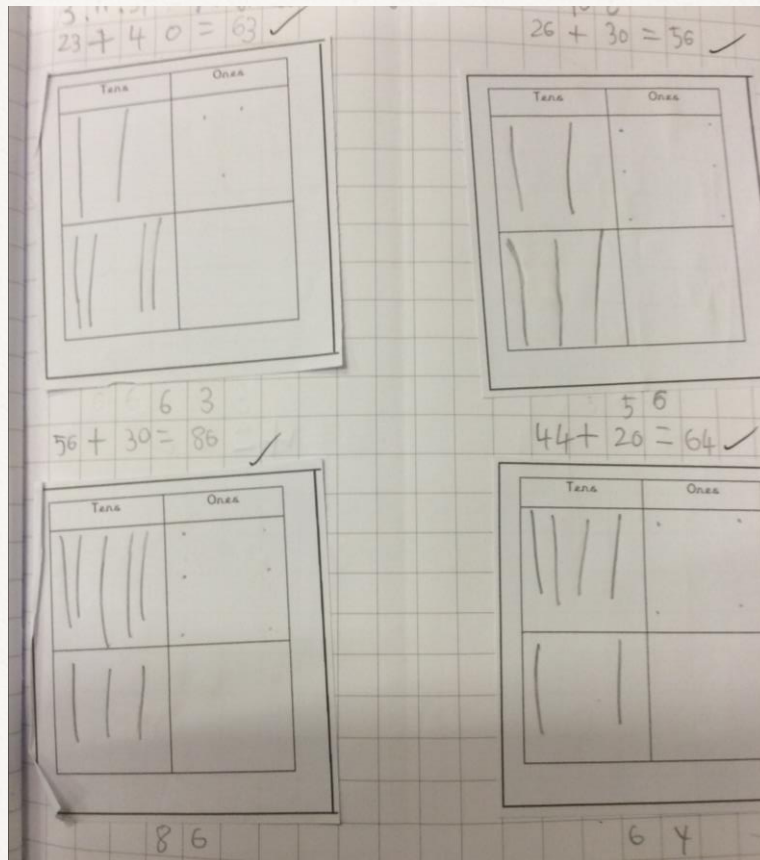 23 + 40 = 63 ✓
26 + 30 = 56 ✓
Tens Ones
Tens Ones
63
56
56 + 30 = 86 ✓
44 + 20 = 64 ✓
Tens Ones
Tens Ones
86
64